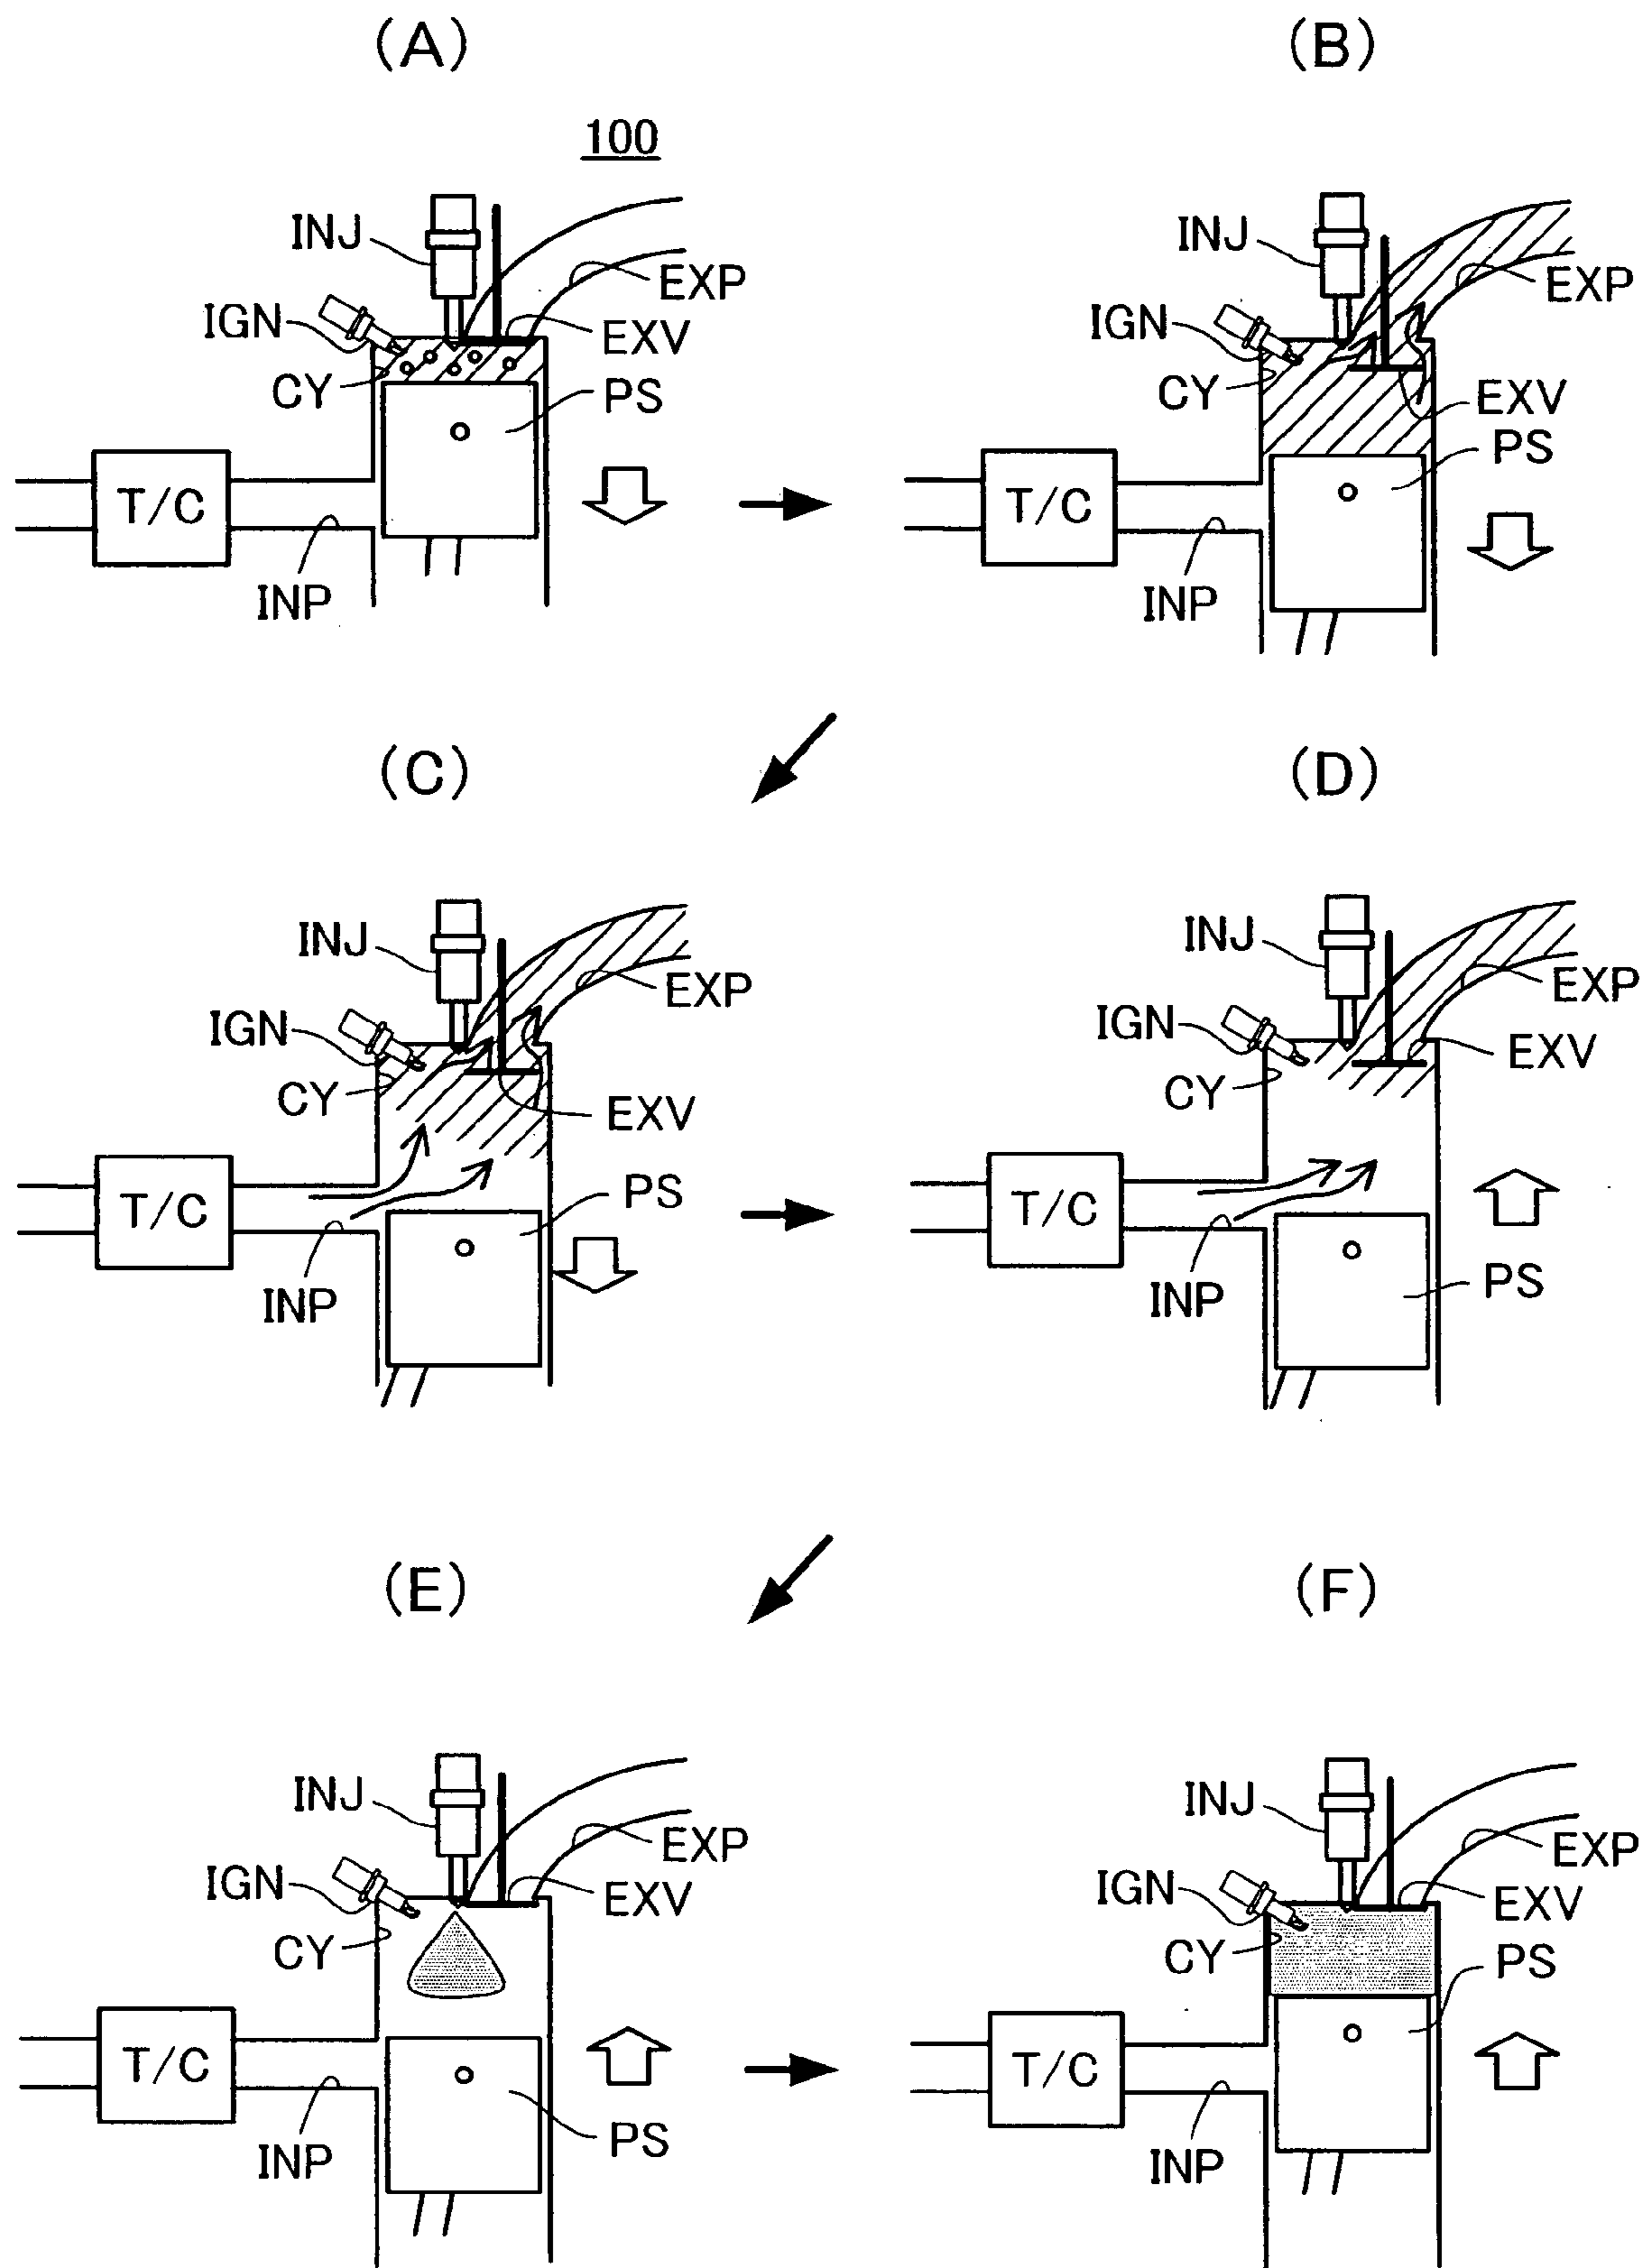 (A)
100
INJ
EXP
IGN
EXV
CY
PS
T/C
INP
(B)
INJ
EXP
IGN
CY
EXV
PS
T/C
INP
(C)
INJ
EXP
IGN
CY
EXV
PS
T/C
INP
(D)
INJ
EXP
IGN
EXV
CY
T/C
INP
PS
(E)
INJ
EXP
IGN
EXV
CY
T/C
PS
INP
(F)
INJ
EXP
IGN
EXV
CY
PS
T/C
INP